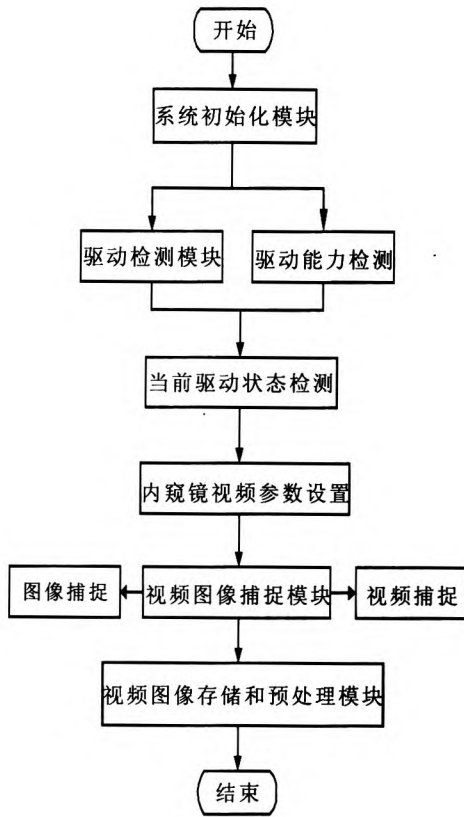 开始
系统初始化模块
驱动检测模块
驱动能力检测
当前驱动状态检测
内窥镜视频参数设置
图像捕捉
视频图像捕捉模块
视频捕捉
视频图像存储和预处理模块
结束